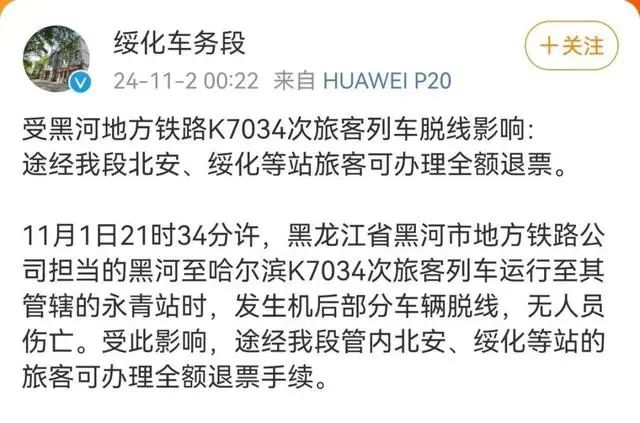 绥化车务段
＋关注
24-11-2 00:22 来自 HUAWEI P20
受黑河地方铁路K7034次旅客列车脱线影响:
途经我段北安、绥化等站旅客可办理全额退票。
11月1日21时34分许，黑龙江省黑河市地方铁路公
司担当的黑河至哈尔滨K7034次旅客列车运行至其
管辖的永青站时，发生机后部分车辆脱线，无人员
伤亡。受此影响，途经我段管内北安、绥化等站的
旅客可办理全额退票手续。